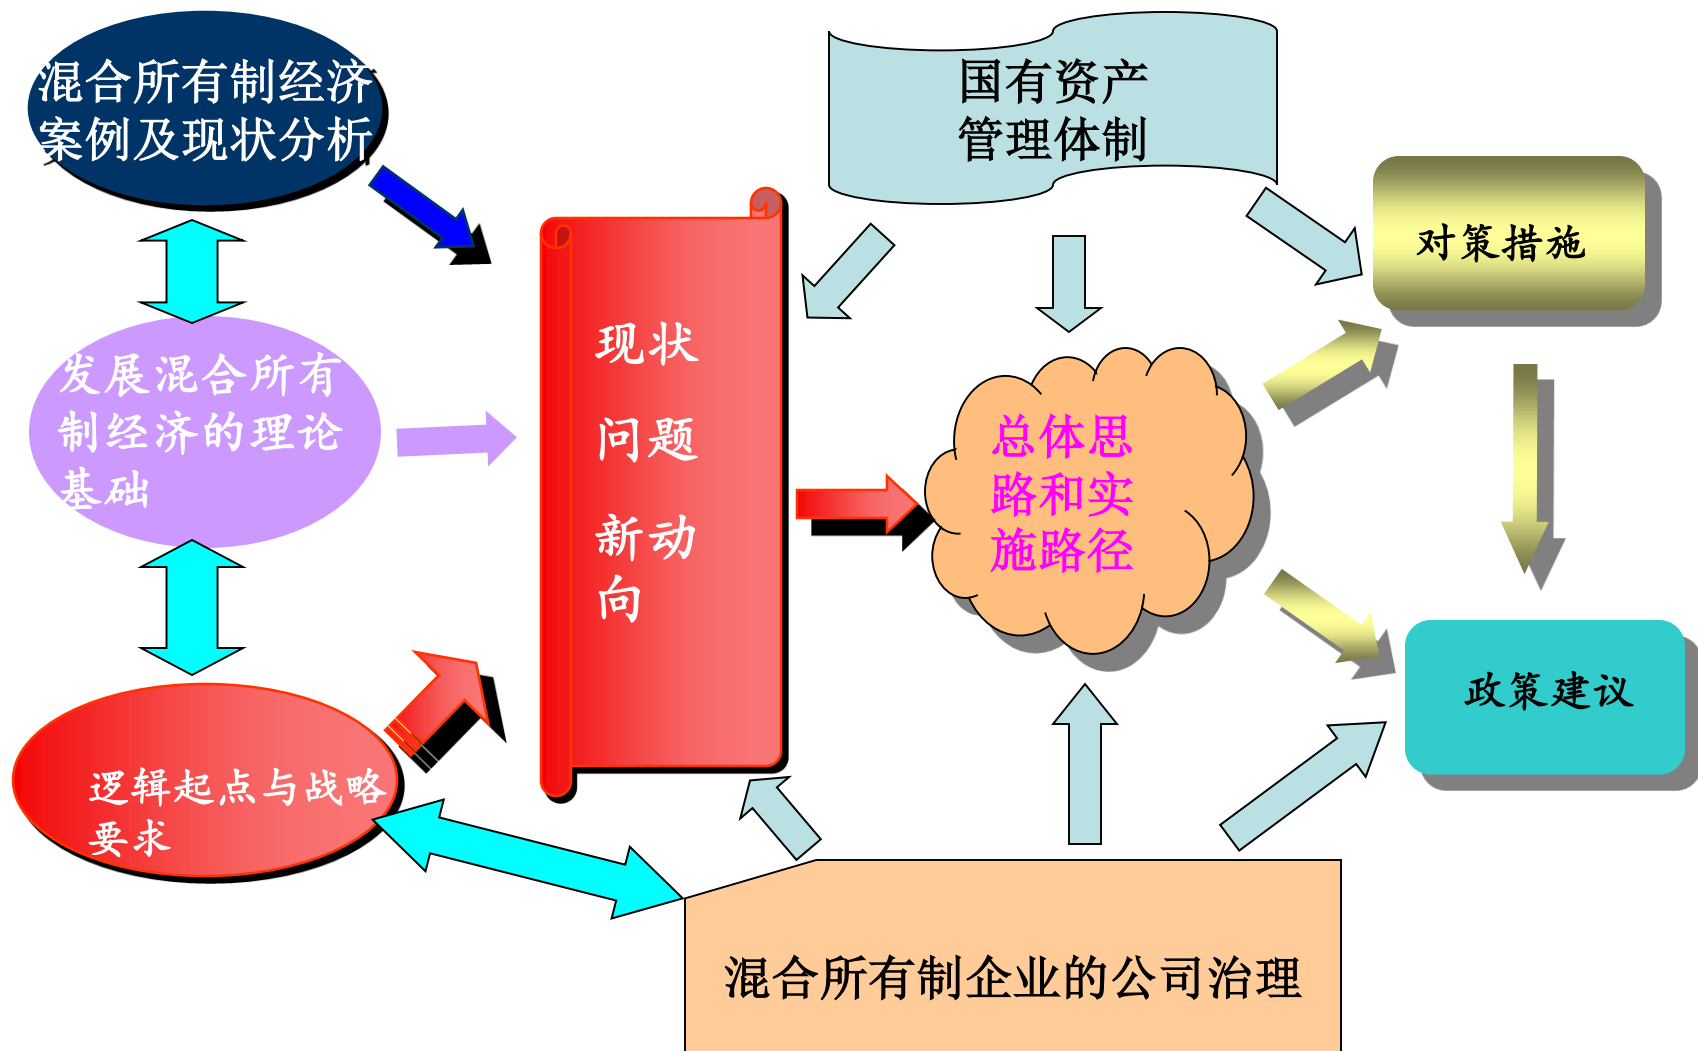 混合所有制经济
案例及现状分析
国有资产
管理体制
对策措施
发展混合所有
制经济的理论
基础
现状
问题
新动
向
总体思
路和实
施路径
政策建议
逻辑起点与战略
要求
混合所有制企业的公司治理